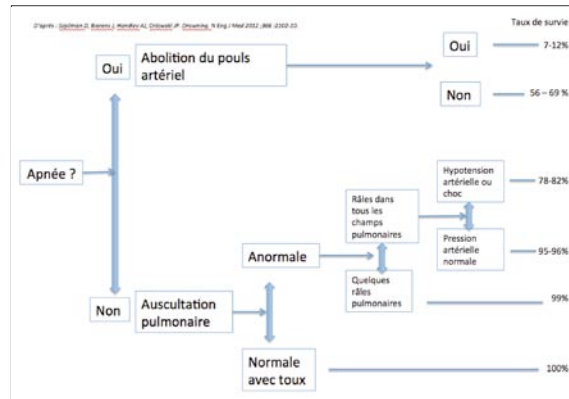 D'après : Szpilman D, Bierens J, Handley AJ, Orlowski JP. Drowning. N Eng J Med 2012 ;366 :2102-10.
Taux de survie
Oui
Abolition du pouls
artériel
Oui
7-12%
Non
56 – 69 %
Apnée ?
Hypotension
artérielle ou
choc
78-82%
Râles dans
tous les
champs
pulmonaires
Pression
artérielle
normale
95-96%
Anormale
Quelques
râles
pulmonaires
99%
Non
Auscultation
pulmonaire
Normale
avec toux
100%